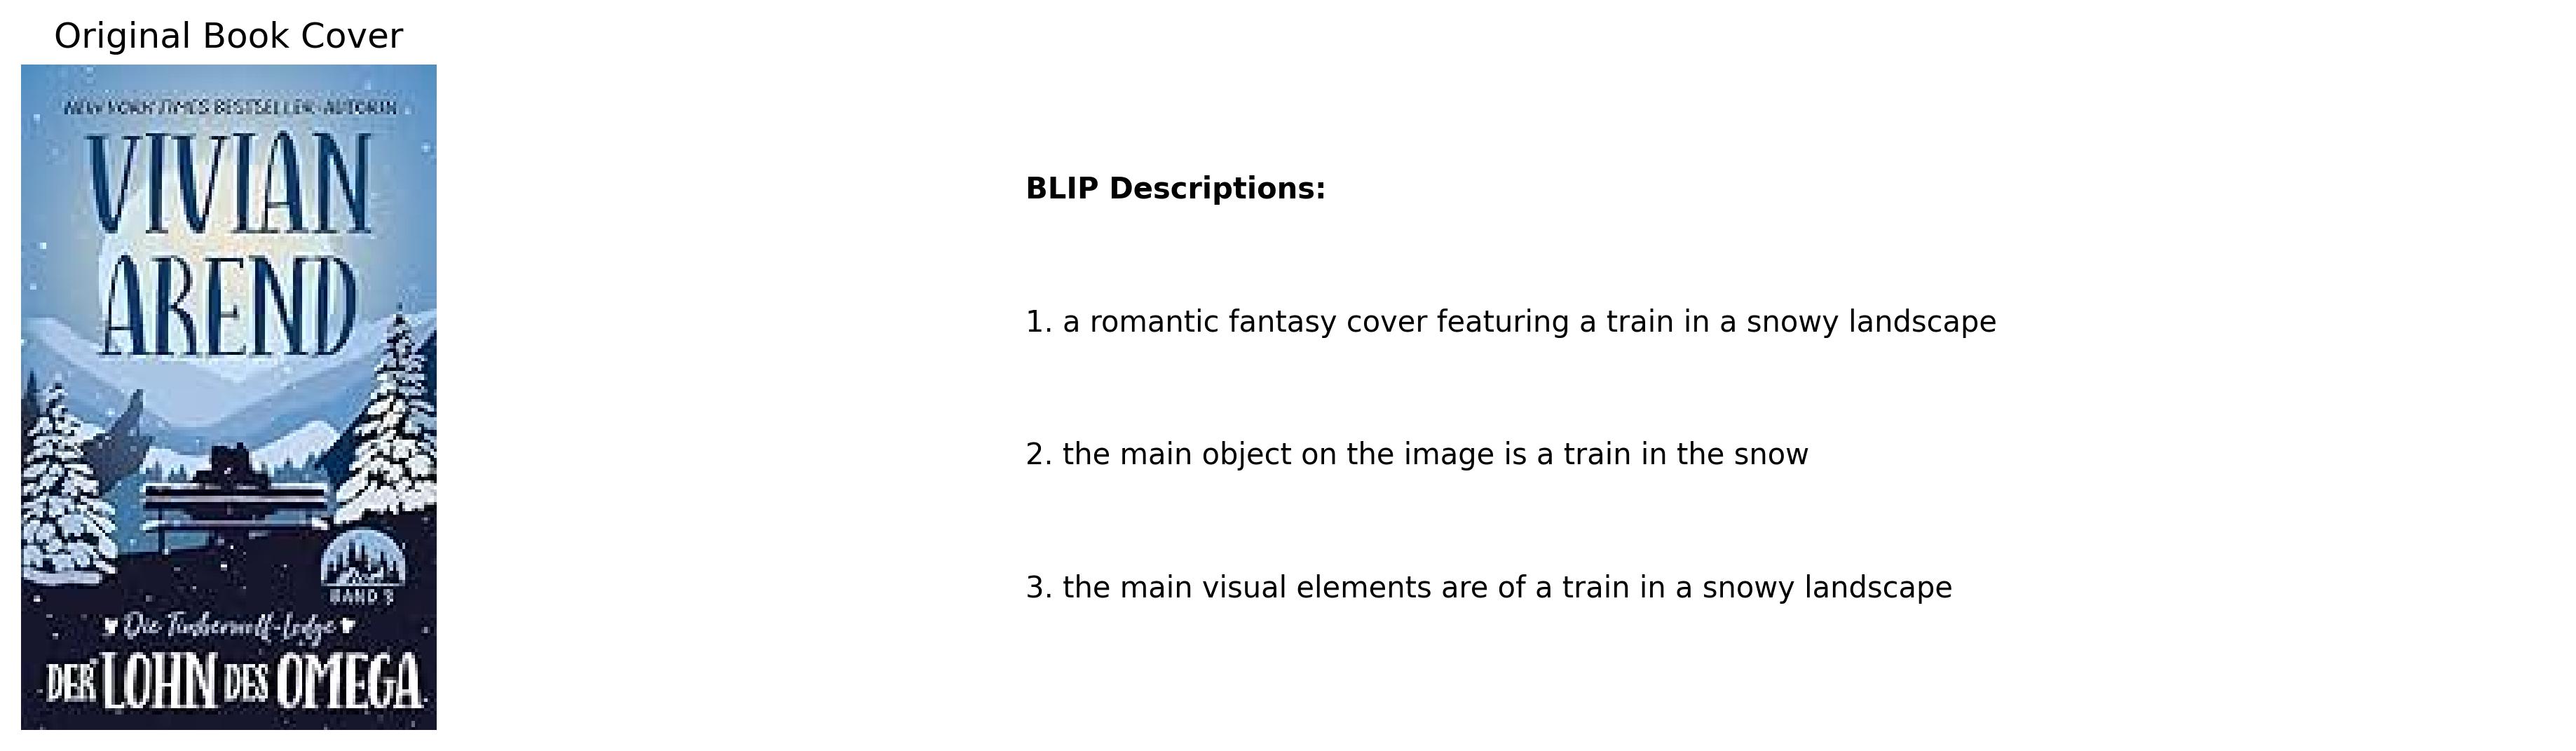 Original Book Cover
NEW YORK TIMES BESTSELLER-AUTORIN
VIVIAN
AREND
BAND 3
Die Timberwolf-Lodge
DER LOHN DES OMEGA
BLIP Descriptions:
1. a romantic fantasy cover featuring a train in a snowy landscape
2. the main object on the image is a train in the snow
3. the main visual elements are of a train in a snowy landscape